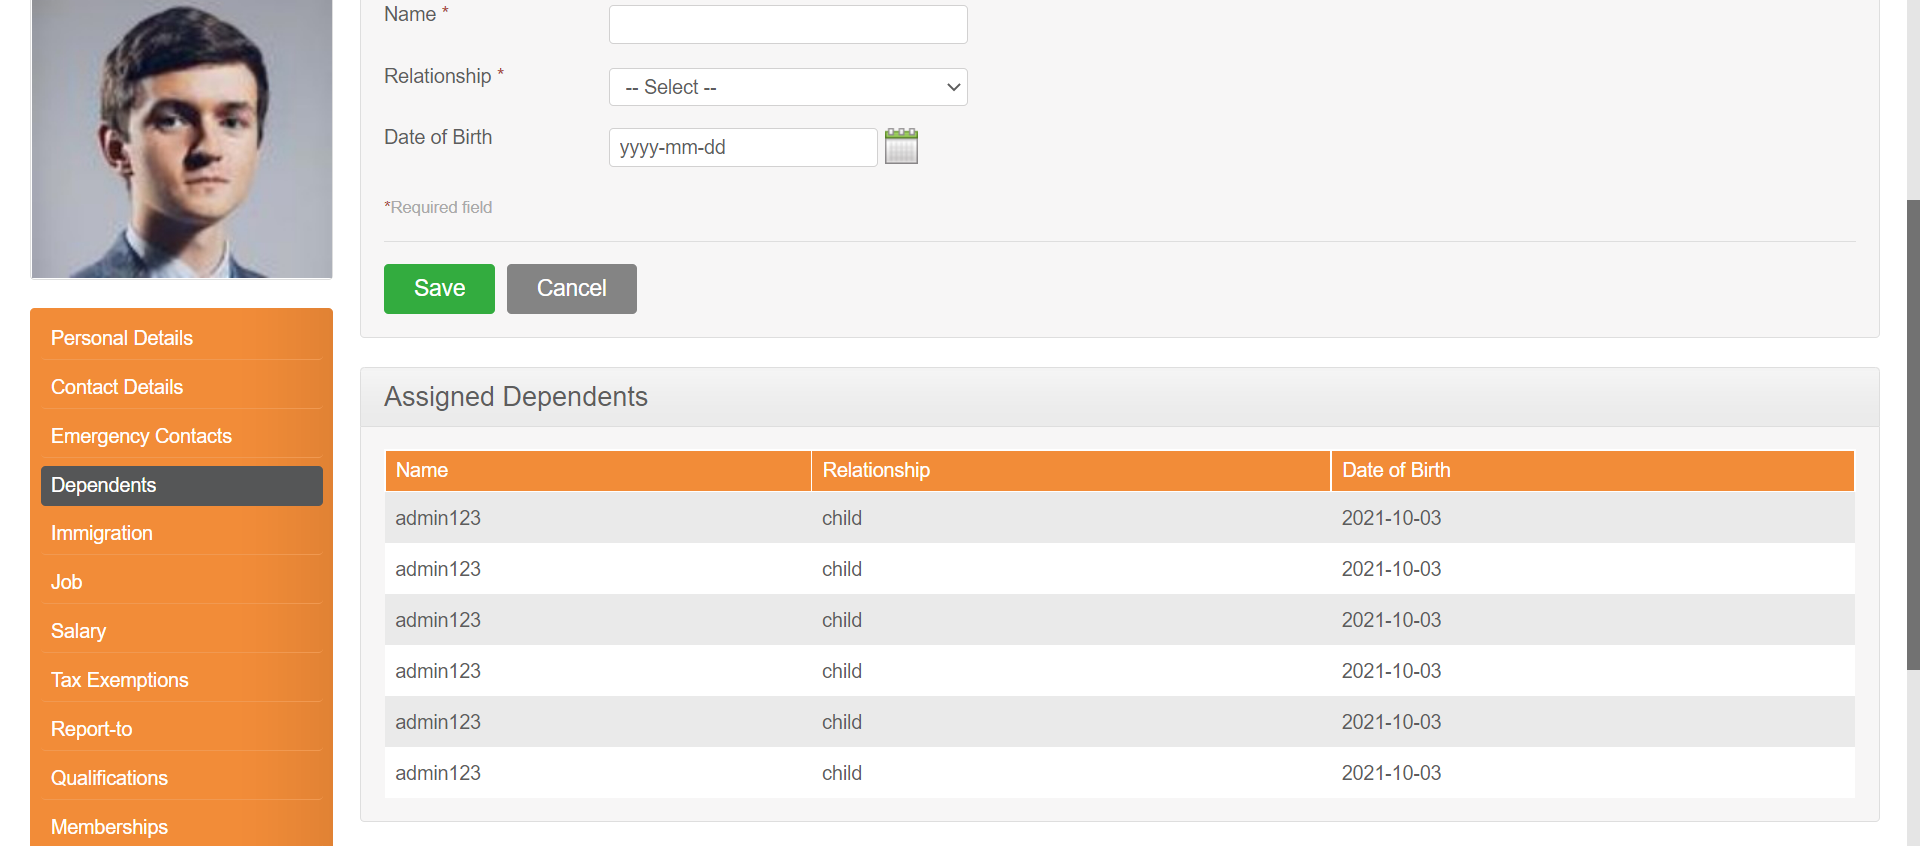 Name *
Relationship *
-- Select --
Date of Birth
yyyy-mm-dd
*Required field
Save Cancel
Personal Details
Contact Details
Emergency Contacts
Dependents
Immigration
Job
Salary
Tax Exemptions
Report-to
Qualifications
Memberships
Assigned Dependents
Name Relationship Date of Birth
admin123 child 2021-10-03
admin123 child 2021-10-03
admin123 child 2021-10-03
admin123 child 2021-10-03
admin123 child 2021-10-03
admin123 child 2021-10-03